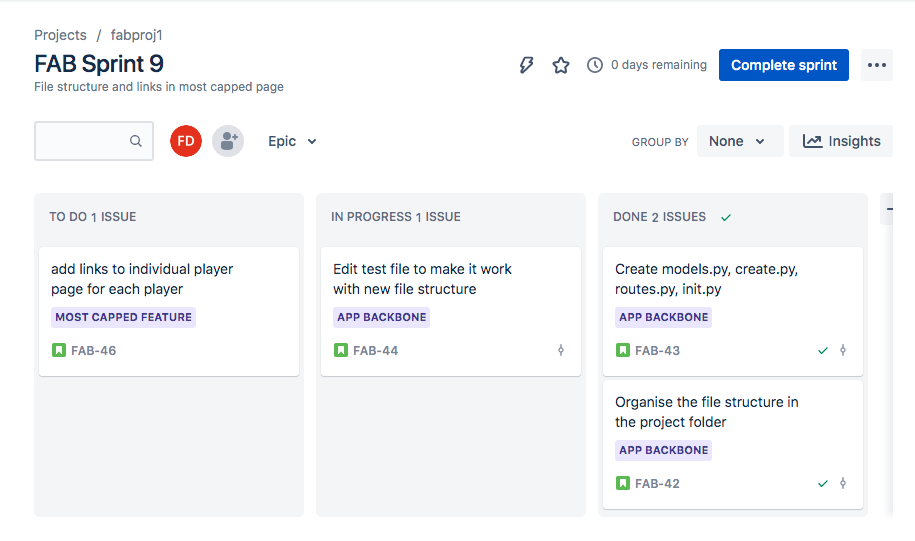 Projects / fabproj1
FAB Sprint 9
File structure and links in most capped page
0 days remaining
Complete sprint
FD
Epic
GROUP BY
None
Insights
TO DO 1 ISSUE
add links to individual player
page for each player
MOST CAPPED FEATURE
FAB-46
IN PROGRESS 1 ISSUE
Edit test file to make it work
with new file structure
APP BACKBONE
FAB-44
DONE 2 ISSUES
Create models.py, create.py,
routes.py, init.py
APP BACKBONE
FAB-43
Organise the file structure in
the project folder
APP BACKBONE
FAB-42